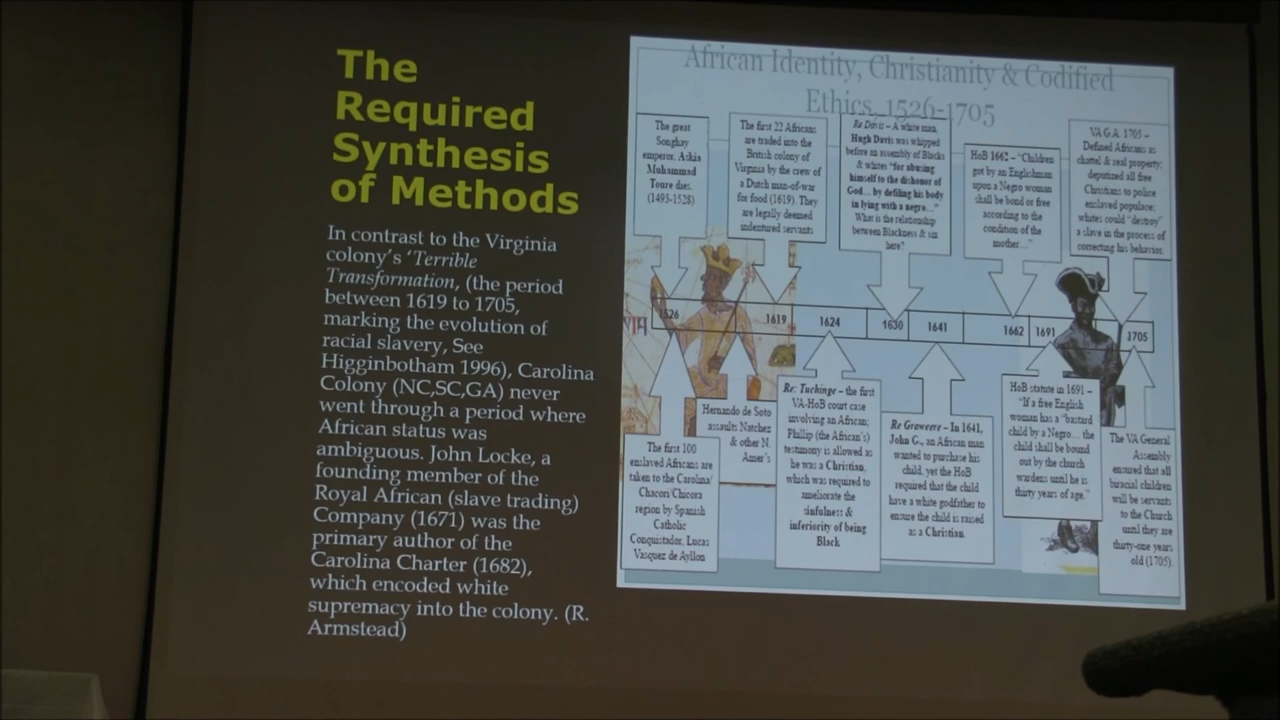 The
Required
Synthesis
of Methods
In contrast to the Virginia
colony's 'Terrible
Transformation, (the period
between 1619 to 1705,
marking the evolution of
racial slavery, See
Higginbotham 1996), Carolina
Colony (NC,SC,GA) never
went through a period where
African status was
ambiguous. John Locke, a
founding member of the
Royal African (slave trading)
Company (1671) was the
primary author of the
Carolina Charter (1682),
which encoded white
supremacy into the colony. (R.
Armstead)
African Identity, Christianity & Codified
Ethics, 1526-1705
The great
Songhay
emperor, Askia
Muhammad
Toure dies.
(1493-1528)
The first 22 Africans
are traded into the
British colony of
Virginia by the crew of
a Dutch man-of-war
for food (1619). They
are legally deemed
indentured servants
Re Davis – A white man,
Hugh Davis was whipped
before an assembly of Blacks
& whites "for abusing
himself to the dishonor of
God... by defiling his body
in lying with a negro..."
What is the relationship
between Blackness & sin
here?
HoB 1662 – "Children
got by an Englishman
upon a Negro woman
shall be bond or free
according to the
condition of the
mother..."
VA G.A. 1705 –
Defined Africans as
chattel & real property;
deputized all free
Christians to police
enslaved populace;
whites could "destroy"
a slave in the process of
correcting his behavior.
1526
1619
1624
1630
1641
1662
1691
1705
The first 100
enslaved Africans are
taken to the Carolina/
Chacori/Chicora
region by Spanish
Catholic
Conquistador, Lucas
Vasquez de Ayllon
Hernando de Soto
assaults Natchez
& other N.
Amer's
Re: Tuchinge – the first
VA-HoB court case
involving an African;
Phillip (the African's)
testimony is allowed as
he was a Christian,
which was required to
ameliorate the
sinfulness &
inferiority of being
Black
Re Graweere – In 1641,
John G., an African man
wanted to purchase his
child, yet the HoB
required that the child
have a white godfather to
ensure the child is raised
as a Christian.
HoB statute in 1691 –
"If a free English
woman has a "bastard
child by a Negro... the
child shall be bound
out by the church
wardens until he is
thirty years of age."
The VA General
Assembly
ensured that all
biracial children
will be servants
to the Church
until they are
thirty-one years
old (1705).